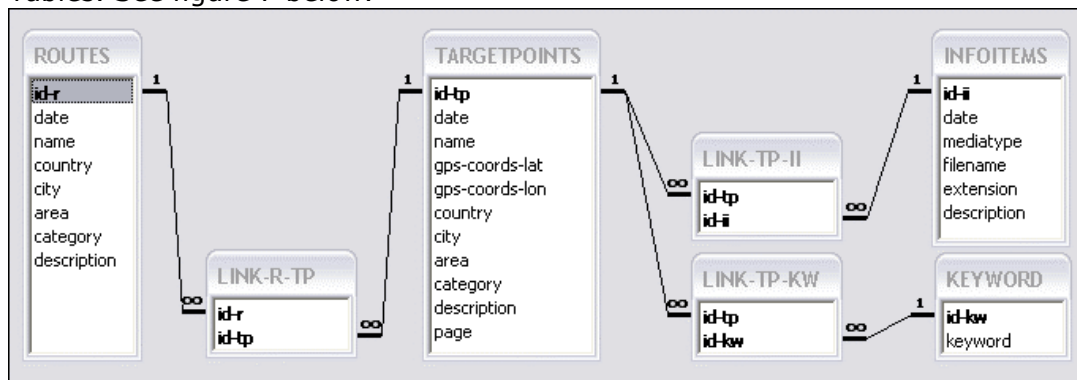 Tables. See figure 7 below.
ROUTES
id-r
date
name
country
city
area
category
description
1
∞
LINK-R-TP
id-r
id-tp
∞
1
TARGETPOINTS
id-tp
date
name
gps-coords-lat
gps-coords-lon
country
city
area
category
description
page
1
∞
LINK-TP-II
id-tp
id-ii
∞
1
INFOITEMS
id-ii
date
mediatype
filename
extension
description
∞
LINK-TP-KW
id-tp
id-kw
∞
1
KEYWORD
id-kw
keyword